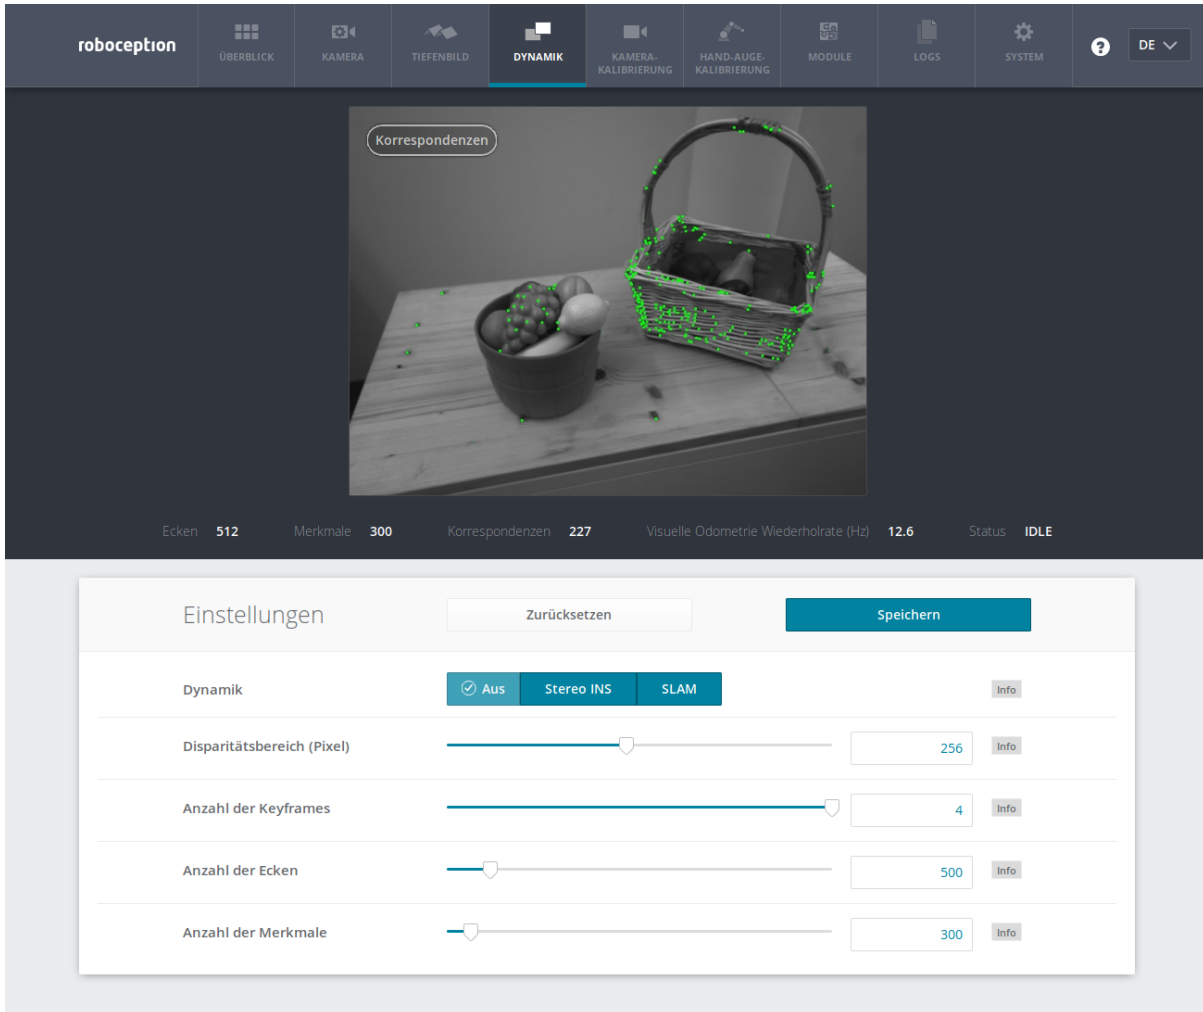 roboception
ÜBERBLICK
KAMERA
TIEFENBILD
DYNAMIK
KAMERA-
KALIBRIERUNG
HAND-AUGE-
KALIBRIERUNG
MODULE
LOGS
SYSTEM
?
DE
Korrespondenzen
Ecken 512 Merkmale 300 Korrespondenzen 227 Visuelle Odometrie Wiederholrate (Hz) 12.6 Status IDLE
Einstellungen Zurücksetzen Speichern
Dynamik Aus Stereo INS SLAM Info
Disparitätsbereich (Pixel) 256 Info
Anzahl der Keyframes 4 Info
Anzahl der Ecken 500 Info
Anzahl der Merkmale 300 Info